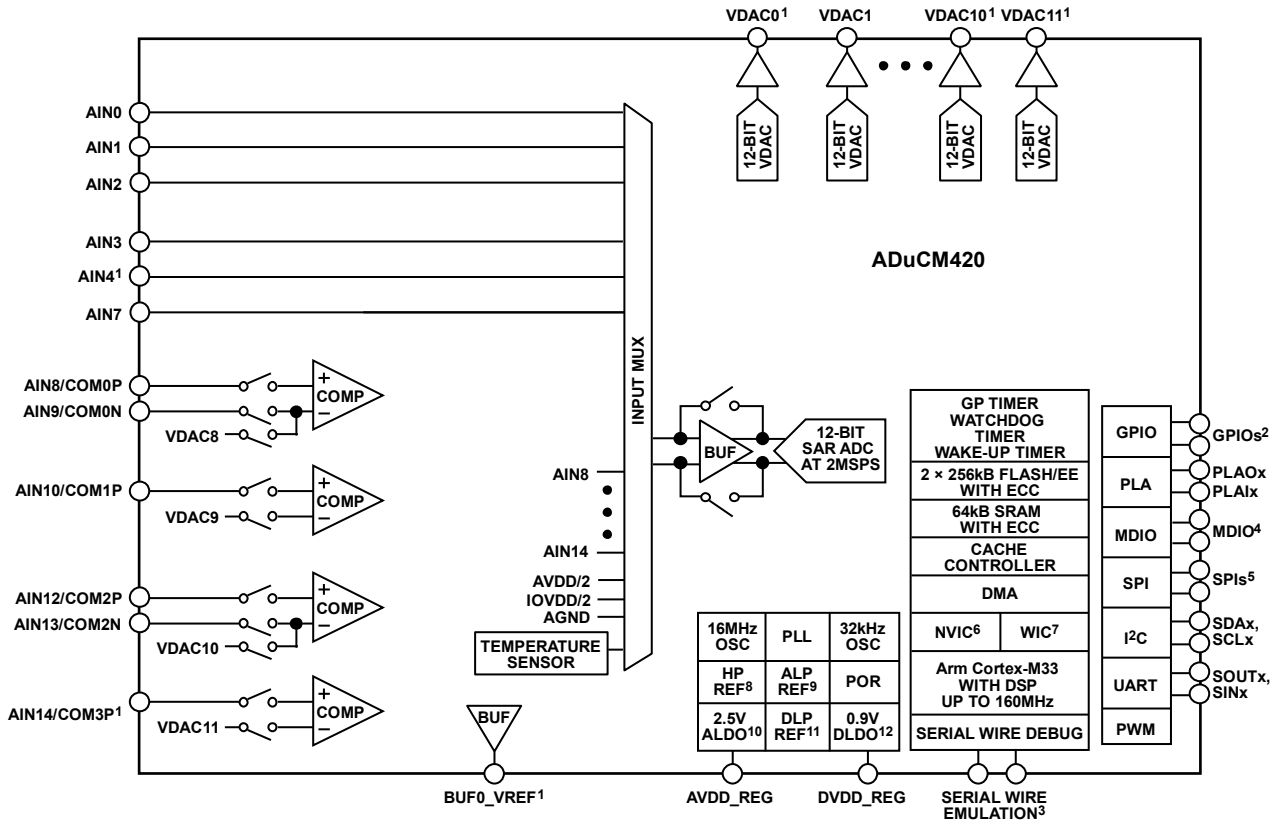 VDAC0¹ VDAC1 VDAC10¹ VDAC11¹
12-BIT VDAC
12-BIT VDAC
12-BIT VDAC
12-BIT VDAC
AIN0
AIN1
AIN2
AIN3
AIN4¹
AIN7
ADuCM420
INPUT MUX
AIN8/COM0P
AIN9/COM0N
VDAC8
+
COMP
−
AIN10/COM1P
VDAC9
+
COMP
−
AIN12/COM2P
AIN13/COM2N
VDAC10
+
COMP
−
AIN14/COM3P¹
VDAC11
+
COMP
−
AIN8
AIN14
AVDD/2
IOVDD/2
AGND
TEMPERATURE
SENSOR
BUF
12-BIT
SAR ADC
AT 2MSPS
BUF
BUF0_VREF¹
16MHz
OSC
PLL
32kHz
OSC
HP
REF⁸
ALP
REF⁹
POR
2.5V
ALDO¹⁰
DLP
REF¹¹
0.9V
DLDO¹²
AVDD_REG
DVDD_REG
GP TIMER
WATCHDOG
TIMER
WAKE-UP TIMER
2 × 256kB FLASH/EE
WITH ECC
64kB SRAM
WITH ECC
CACHE
CONTROLLER
DMA
NVIC⁶
WIC⁷
Arm Cortex-M33
WITH DSP
UP TO 160MHz
SERIAL WIRE DEBUG
SERIAL WIRE
EMULATION³
GPIO
PLA
MDIO
SPI
I²C
UART
PWM
GPIOs²
PLAOx
PLAIx
MDIO⁴
SPIs⁵
SDAx,
SCLx
SOUTx,
SINx